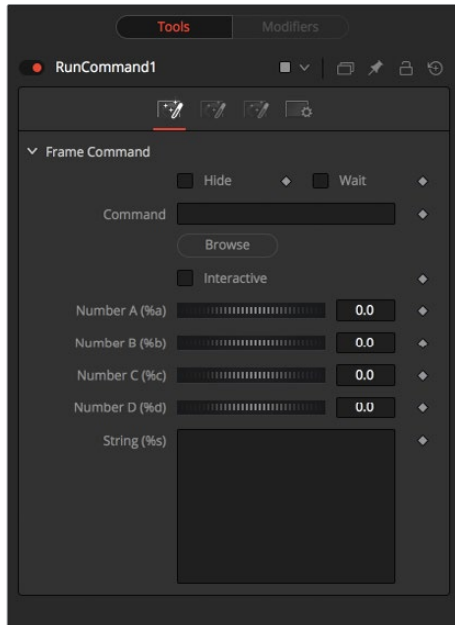 Tools Modifiers
RunCommand1
Frame Command
Hide Wait
Command
Browse
Interactive
Number A (%a) 0.0
Number B (%b) 0.0
Number C (%c) 0.0
Number D (%d) 0.0
String (%s)